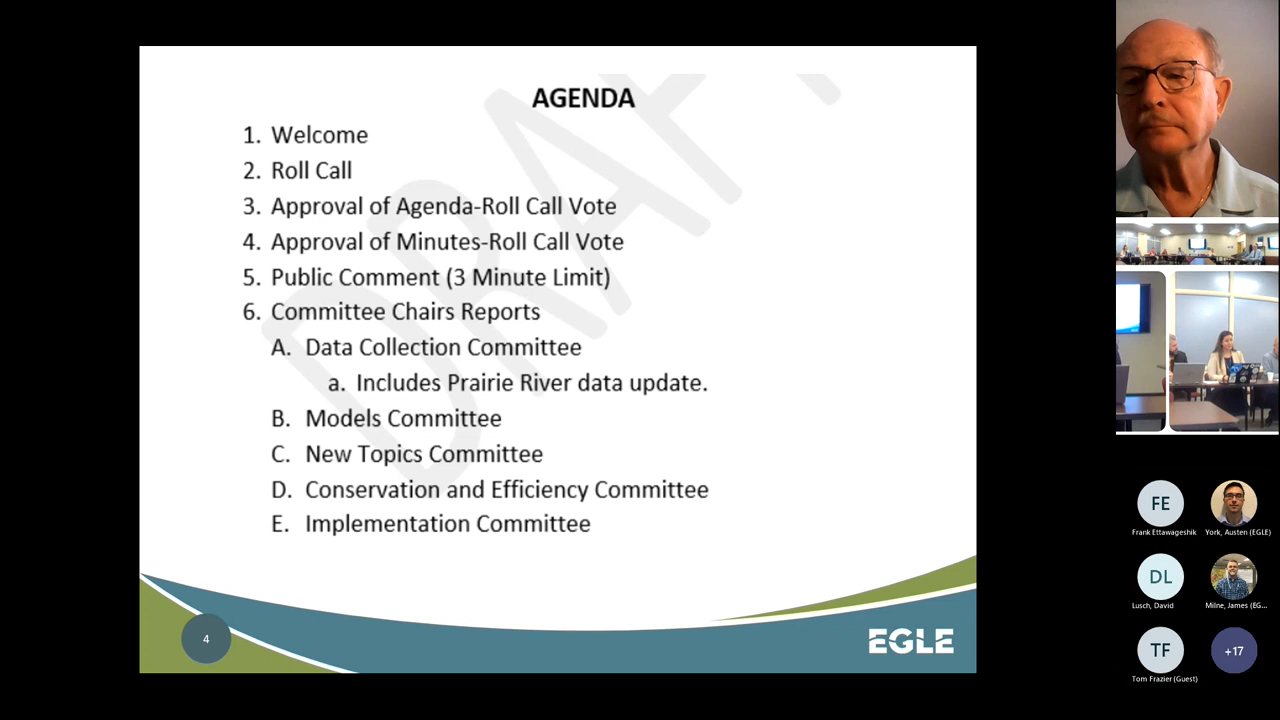 AGENDA
1. Welcome
2. Roll Call
3. Approval of Agenda-Roll Call Vote
4. Approval of Minutes-Roll Call Vote
5. Public Comment (3 Minute Limit)
6. Committee Chairs Reports
A. Data Collection Committee
a. Includes Prairie River data update.
B. Models Committee
C. New Topics Committee
D. Conservation and Efficiency Committee
E. Implementation Committee
DRAFT
4
EGLE
FE
Frank Ettawageshik
York, Austen (EGLE)
DL
Lusch, David
Milne, James (EG...
TF
Tom Frazier (Guest)
+17